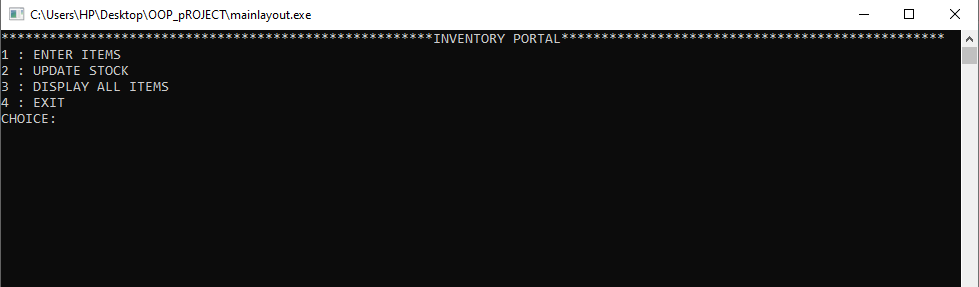 C:\Users\HP\Desktop\OOP_pROJECT\mainlayout.exe
******************************************************INVENTORY PORTAL************************************************
1 : ENTER ITEMS
2 : UPDATE STOCK
3 : DISPLAY ALL ITEMS
4 : EXIT
CHOICE: